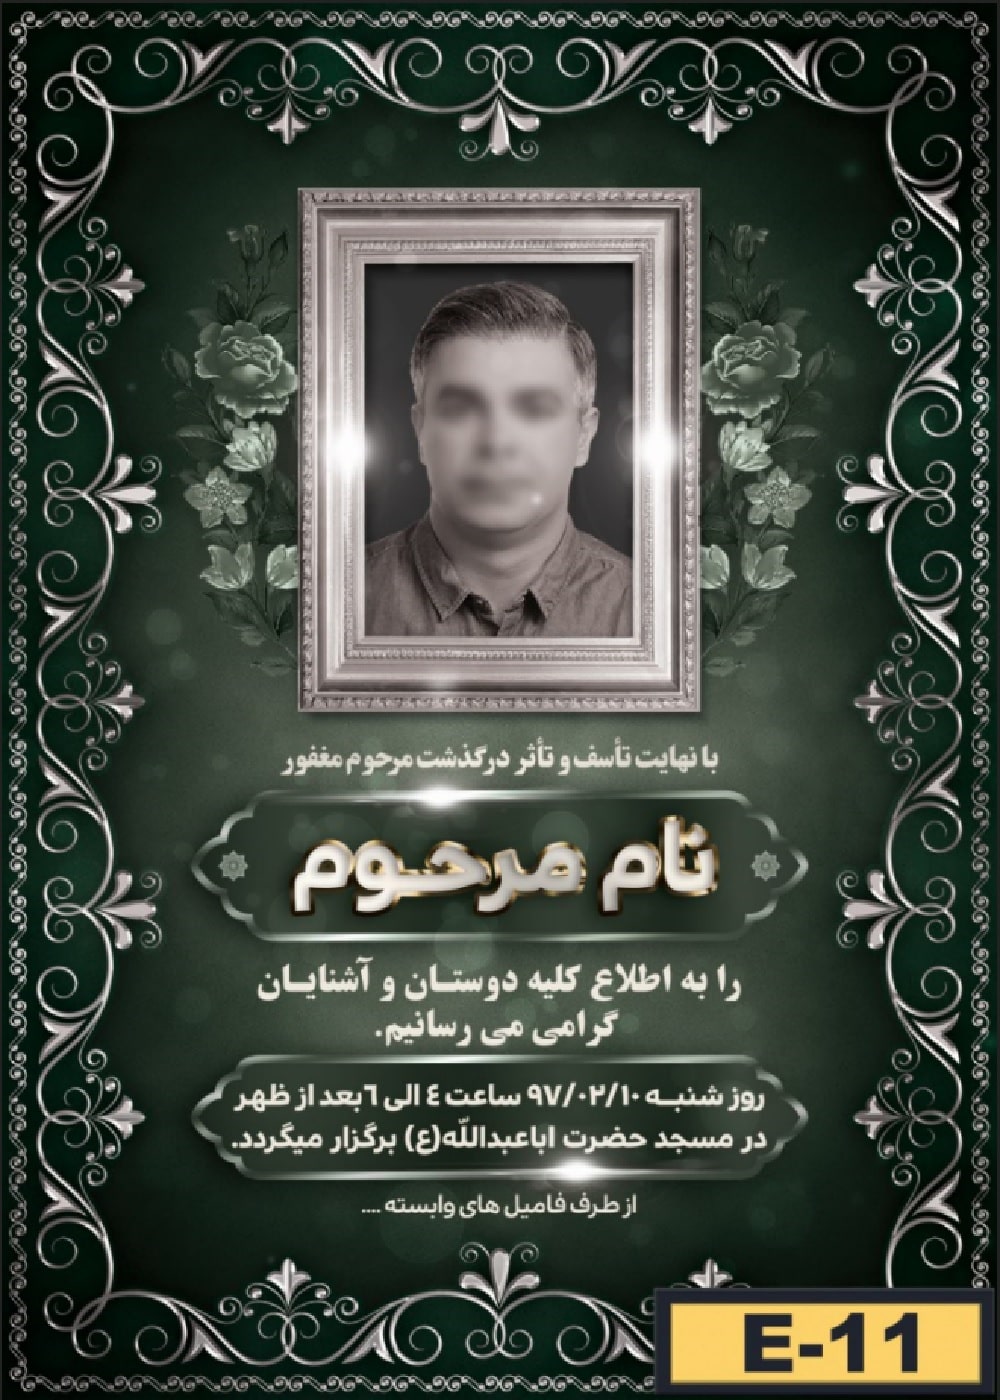 با نهایت تأسف و تأثر درگذشت مرحوم مغفور
نام مرحوم
را به اطلاع کلیه دوستان و آشنایان
گرامی می رسانیم.
روز شنبه ۹۷/۰۲/۱۰ ساعت ٤ الی ٦بعد از ظهر
در مسجد حضرت اباعبدالله(ع) برگزار میگردد.
از طرف فامیل های وابسته ....
E-11